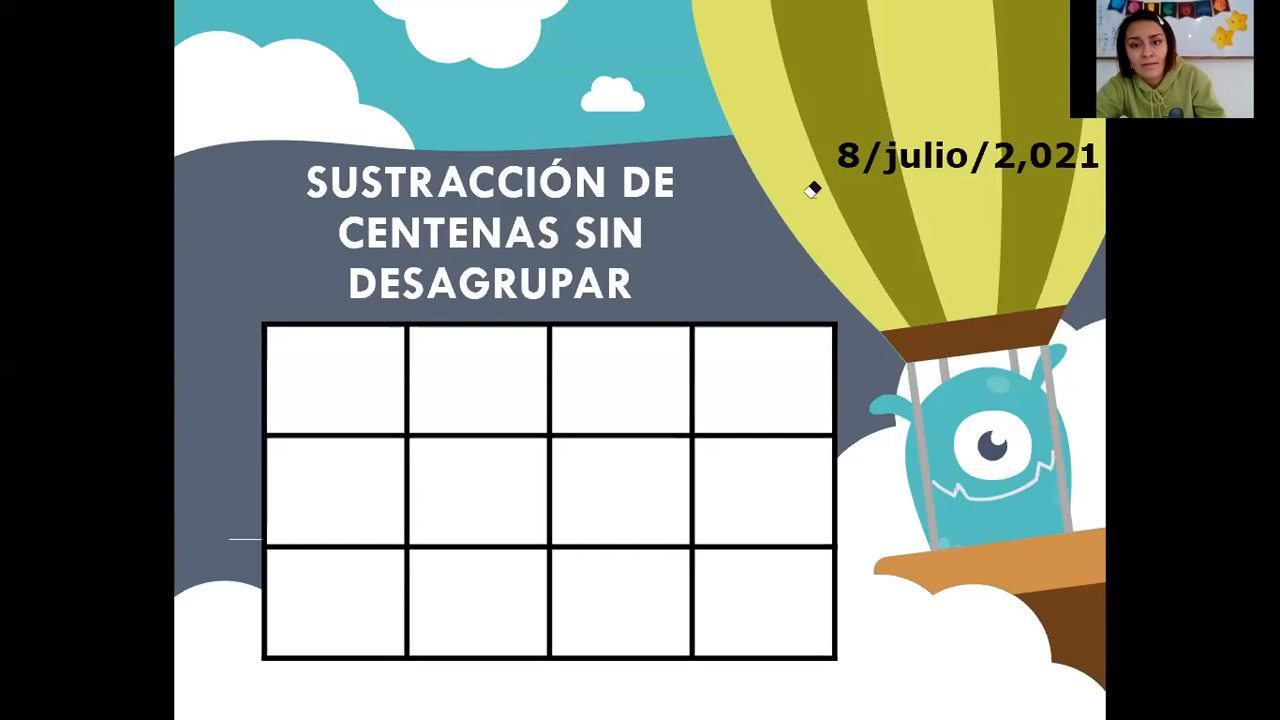 8/julio/2,021
SUSTRACCIÓN DE
CENTENAS SIN
DESAGRUPAR